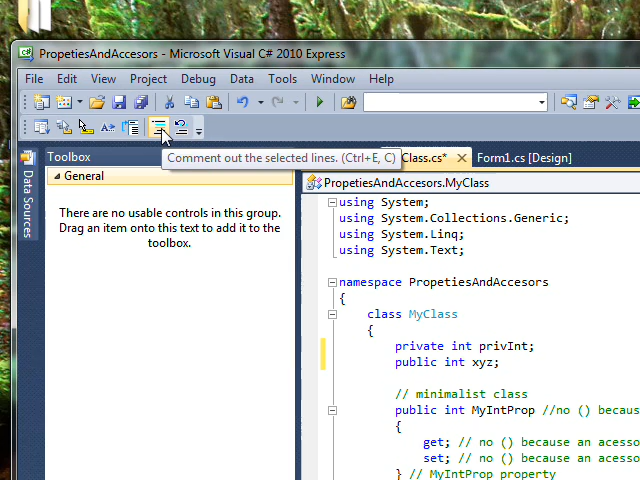 PropetiesAndAccesors - Microsoft Visual C# 2010 Express
File Edit View Project Debug Data Tools Window Help
Toolbox
Comment out the selected lines. (Ctrl+E, C)
Class.cs*
Form1.cs [Design]
Data Sources
General
There are no usable controls in this group.
Drag an item onto this text to add it to the
toolbox.
PropetiesAndAccesors.MyClass
using System;
using System.Collections.Generic;
using System.Linq;
using System.Text;
namespace PropetiesAndAccesors
{
class MyClass
{
private int privInt;
public int xyz;
// minimalist class
public int MyIntProp //no () becau
{
get; // no () because an acesso
set; // no () because an acesso
} // MyIntProp property